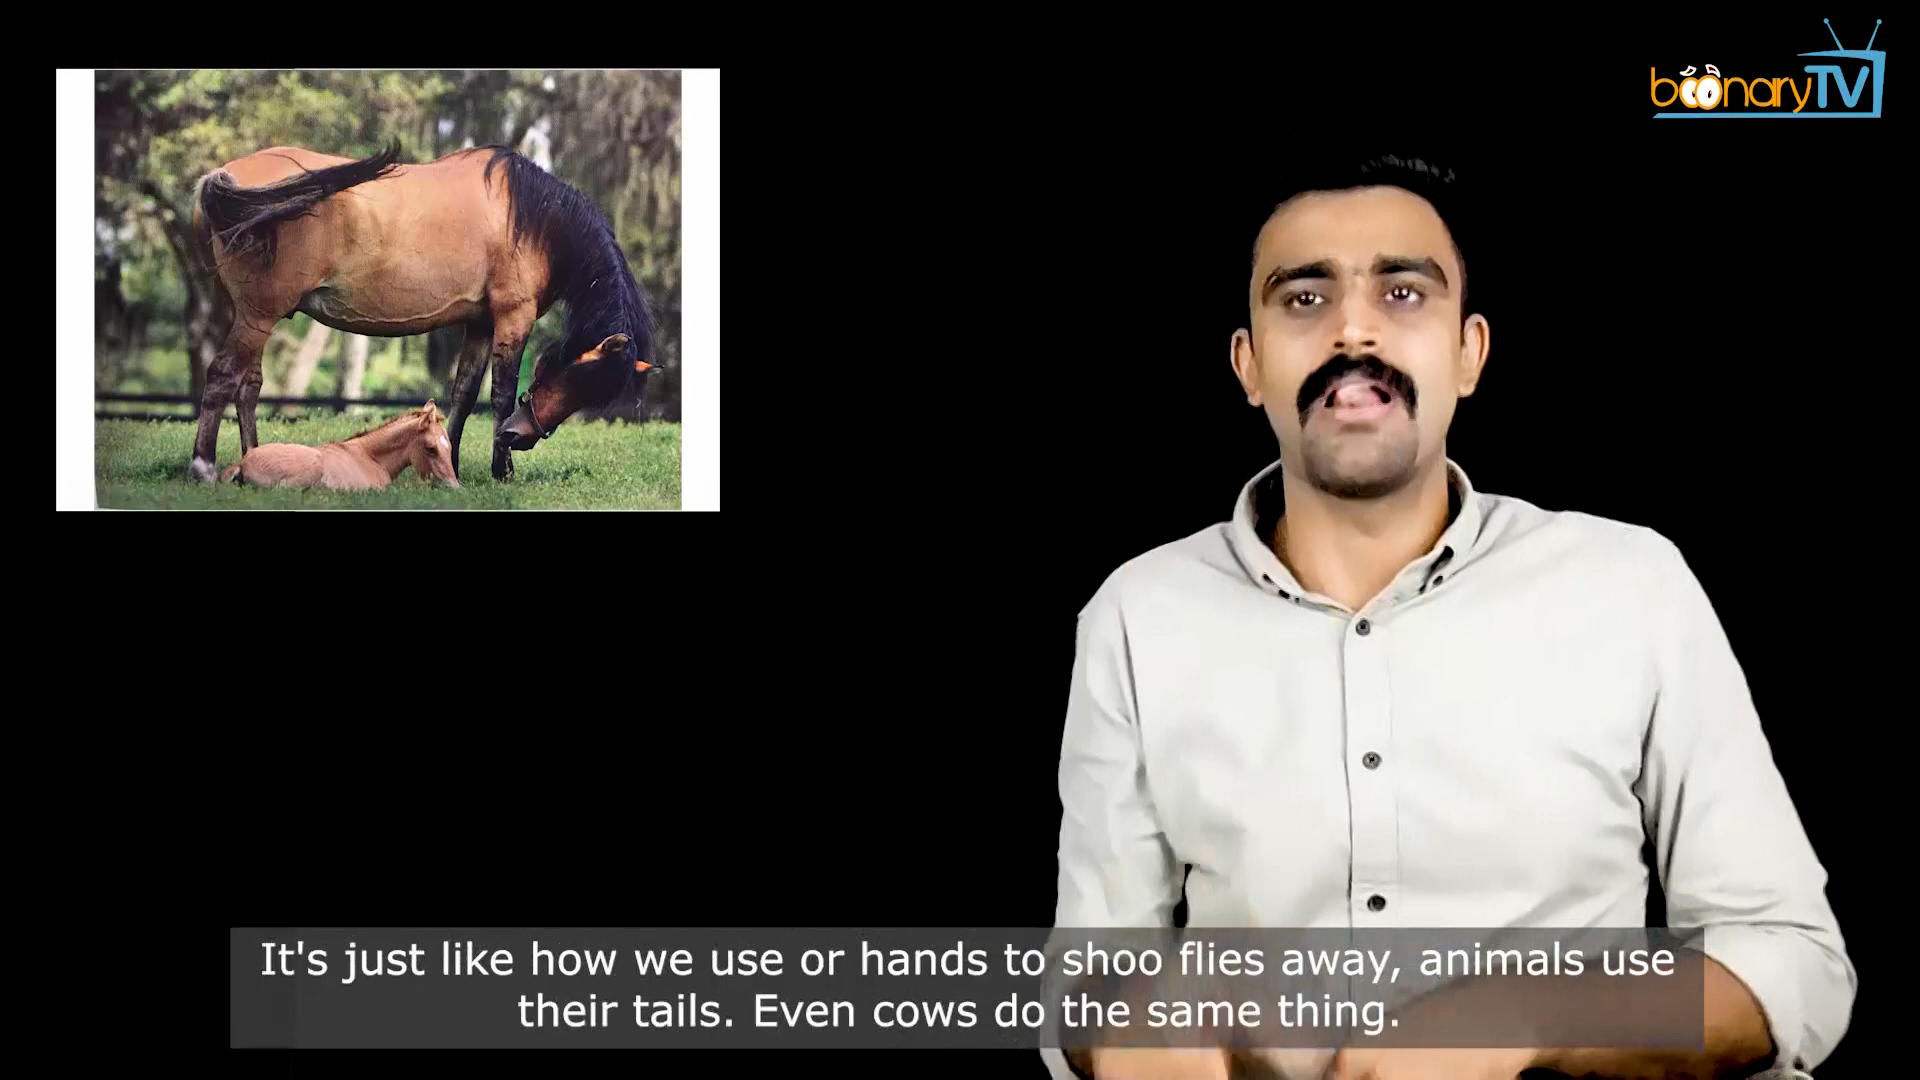 boonaryTV
It's just like how we use or hands to shoo flies away, animals use
their tails. Even cows do the same thing.